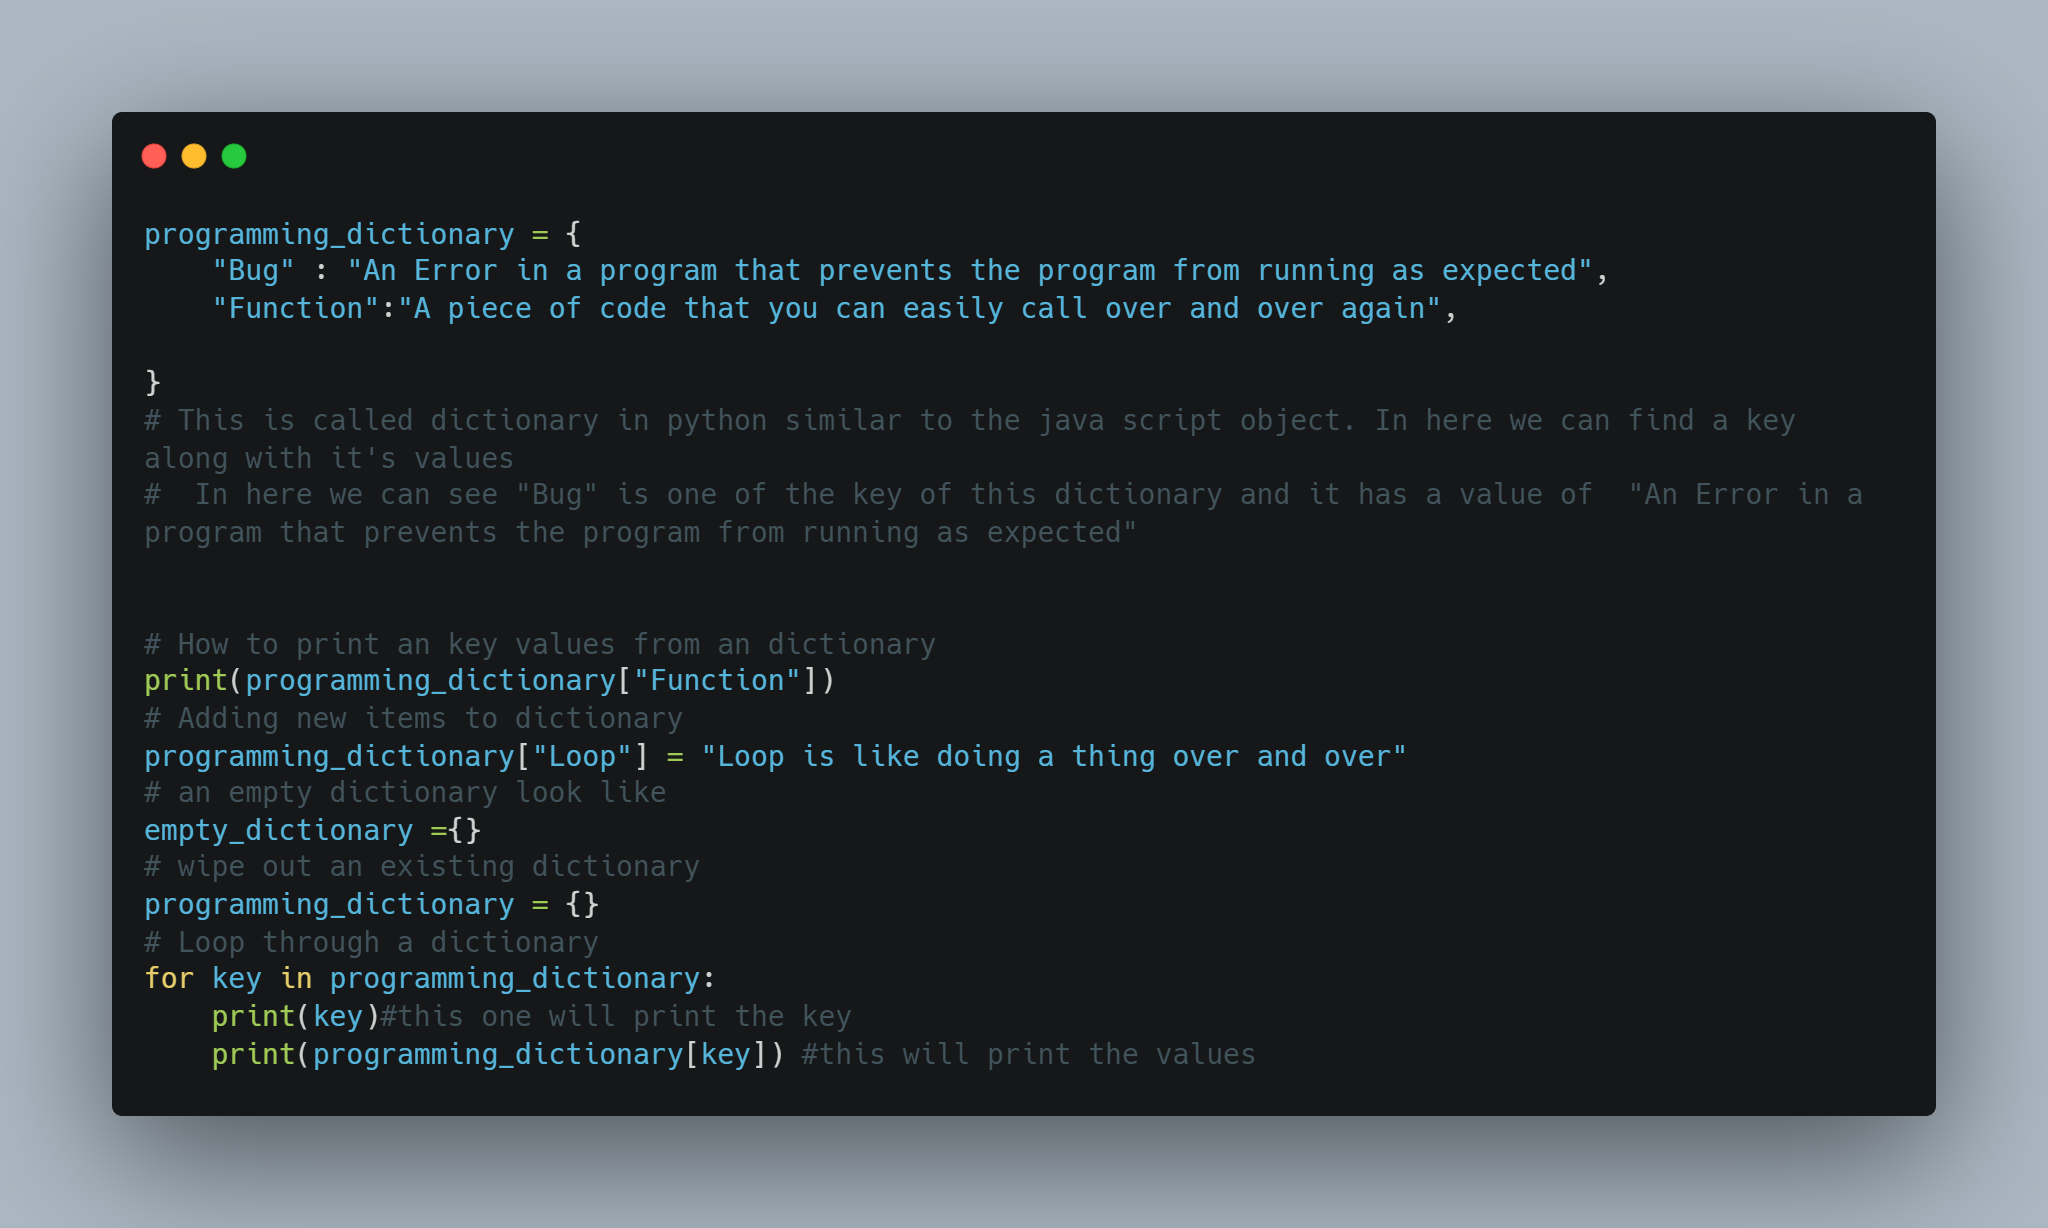 programming_dictionary = {
    "Bug" : "An Error in a program that prevents the program from running as expected",
    "Function":"A piece of code that you can easily call over and over again",

}
# This is called dictionary in python similar to the java script object. In here we can find a key
along with it's values
#  In here we can see "Bug" is one of the key of this dictionary and it has a value of  "An Error in a
program that prevents the program from running as expected"


# How to print an key values from an dictionary
print(programming_dictionary["Function"])
# Adding new items to dictionary
programming_dictionary["Loop"] = "Loop is like doing a thing over and over"
# an empty dictionary look like
empty_dictionary ={}
# wipe out an existing dictionary
programming_dictionary = {}
# Loop through a dictionary
for key in programming_dictionary:
    print(key)#this one will print the key
    print(programming_dictionary[key]) #this will print the values